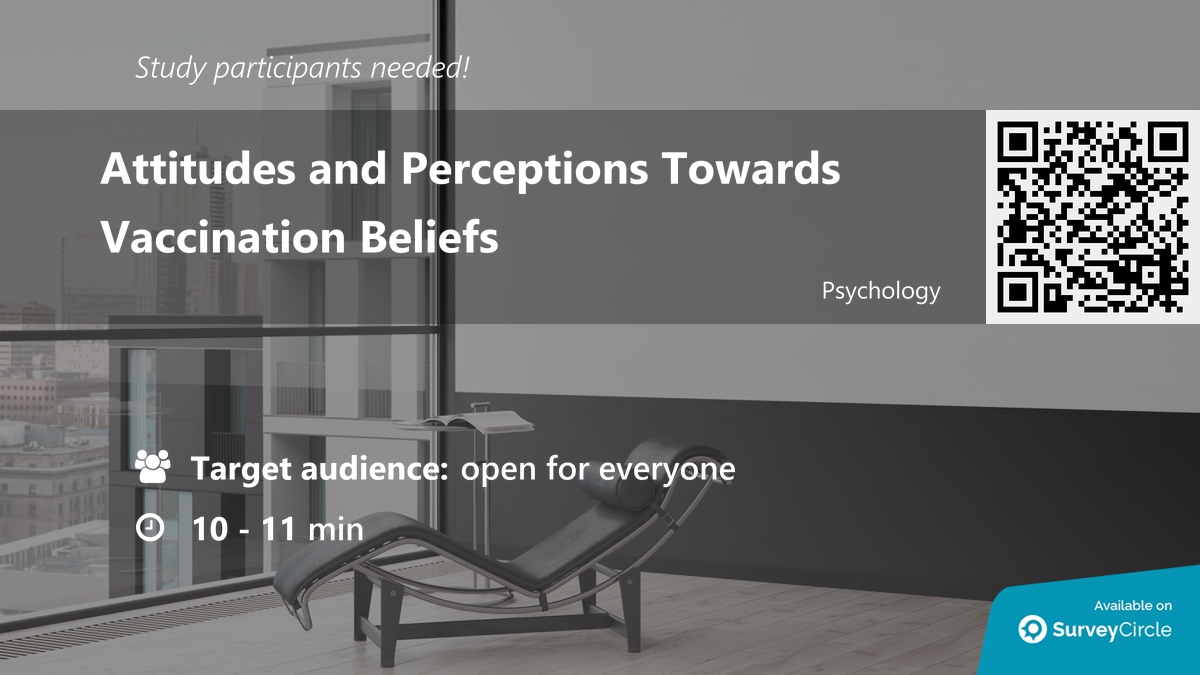 Study participants needed!
Attitudes and Perceptions Towards
Vaccination Beliefs
Psychology
Target audience: open for everyone
10 - 11 min
Available on
SurveyCircle